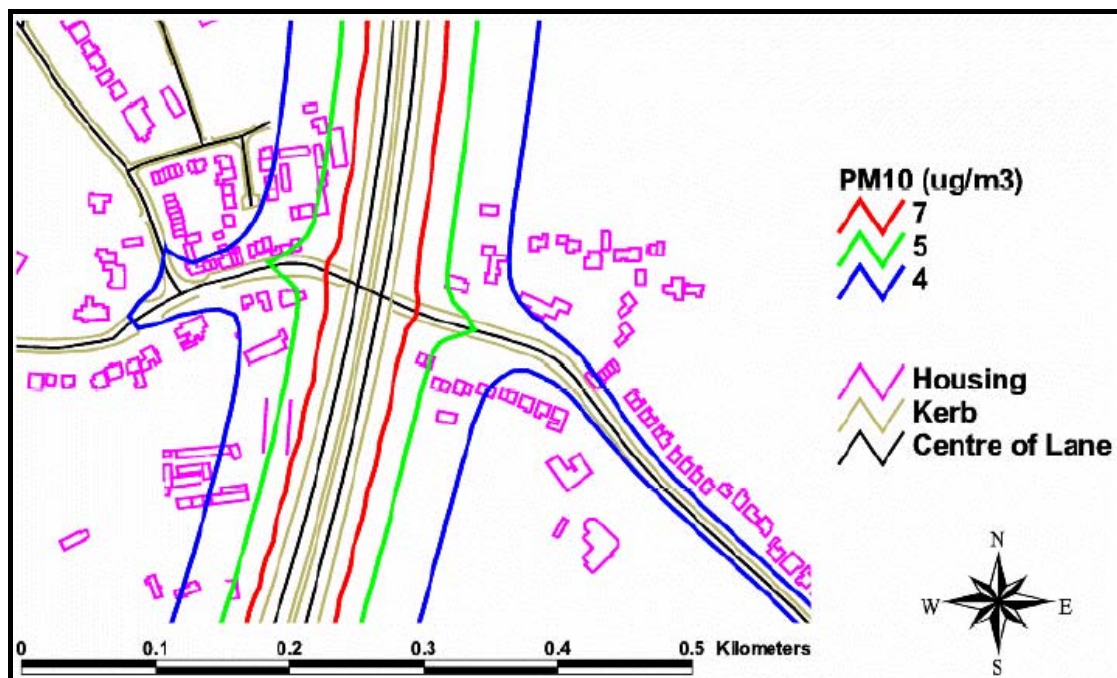 PM10 (ug/m3)
7
5
4
Housing
Kerb
Centre of Lane
N
W E
S
0 0.1 0.2 0.3 0.4 0.5 Kilometers